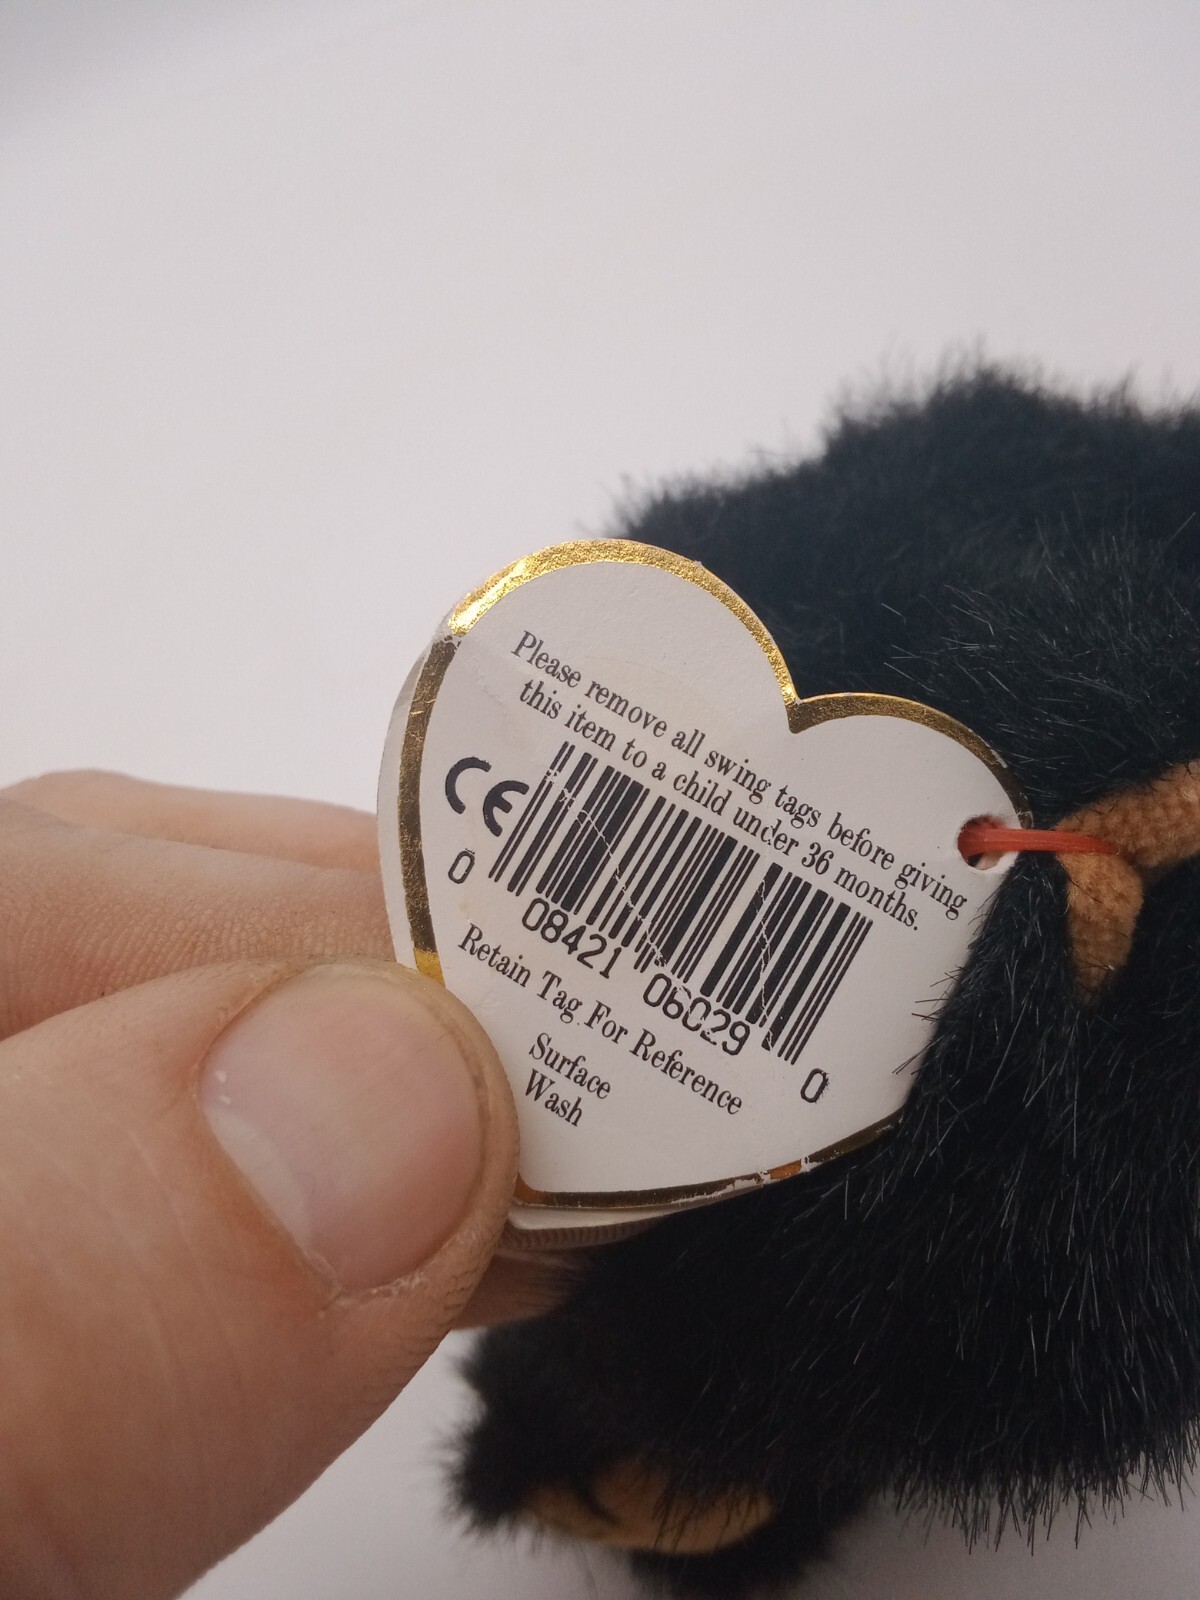 Please remove all swing tags before giving
this item to a child under 36 months.
CE
0 08421 06029 0
Retain Tag For Reference
Surface
Wash